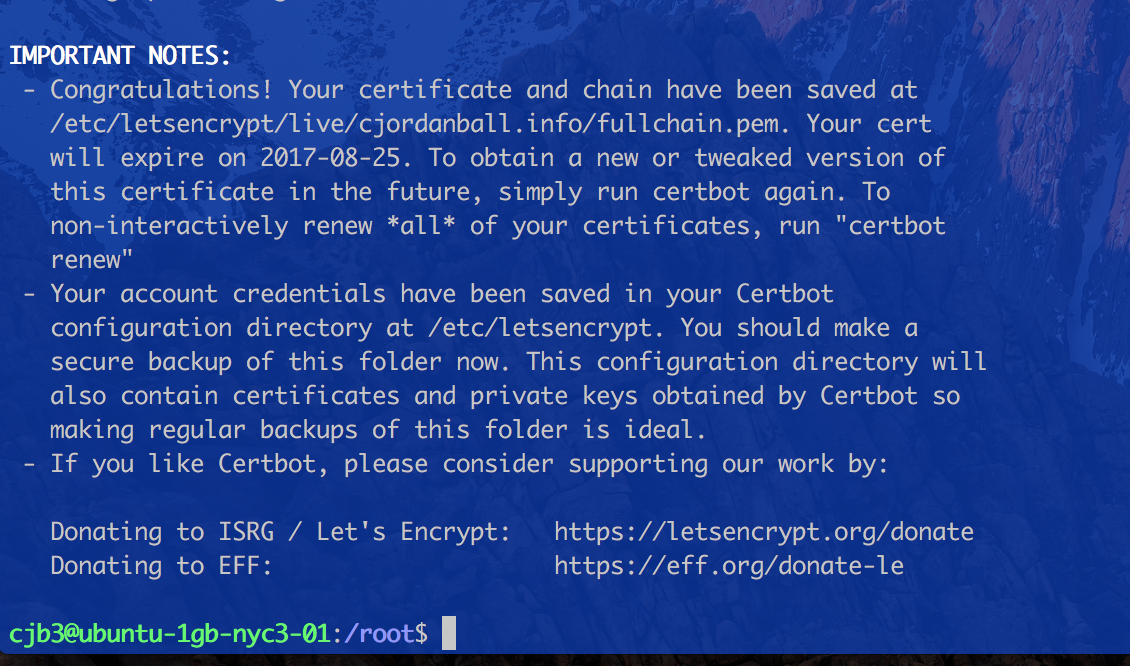 IMPORTANT NOTES:
- Congratulations! Your certificate and chain have been saved at
/etc/letsencrypt/live/cjordanball.info/fullchain.pem. Your cert
will expire on 2017-08-25. To obtain a new or tweaked version of
this certificate in the future, simply run certbot again. To
non-interactively renew *all* of your certificates, run "certbot
renew"
- Your account credentials have been saved in your Certbot
configuration directory at /etc/letsencrypt. You should make a
secure backup of this folder now. This configuration directory will
also contain certificates and private keys obtained by Certbot so
making regular backups of this folder is ideal.
- If you like Certbot, please consider supporting our work by:
Donating to ISRG / Let's Encrypt:   https://letsencrypt.org/donate
Donating to EFF:                    https://eff.org/donate-le
cjb3@ubuntu-1gb-nyc3-01:/root$